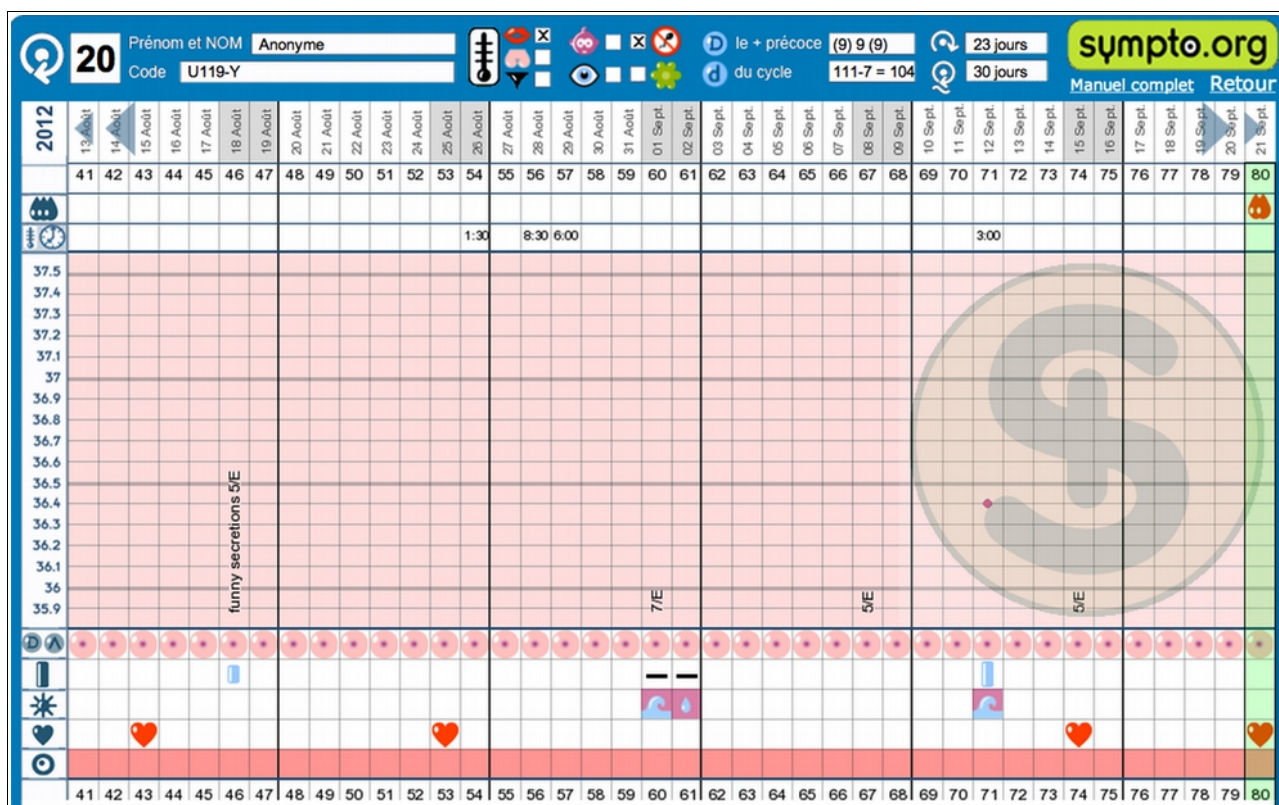 20
Prénom et NOM Anonyme
Code U119-Y
X
X
D le + précoce (9) 9 (9)
d du cycle 111-7 = 104
23 jours
30 jours
sympto.org
Manuel complet Retour
2012 13 Août 14 Août 15 Août 16 Août 17 Août 18 Août 19 Août 20 Août 21 Août 22 Août 23 Août 24 Août 25 Août 26 Août 27 Août 28 Août 29 Août 30 Août 31 Août 01 Sept. 02 Sept. 03 Sept. 04 Sept. 05 Sept. 06 Sept. 07 Sept. 08 Sept. 09 Sept. 10 Sept. 11 Sept. 12 Sept. 13 Sept. 14 Sept. 15 Sept. 16 Sept. 17 Sept. 18 Sept. 19 Sept. 20 Sept. 21 Sept.
41 42 43 44 45 46 47 48 49 50 51 52 53 54 55 56 57 58 59 60 61 62 63 64 65 66 67 68 69 70 71 72 73 74 75 76 77 78 79 80
1:30 8:30 6:00 3:00
37.5
37.4
37.3
37.2
37.1
37
36.9
36.8
36.7
36.6
36.5
36.4
36.3
36.2
36.1
36
35.9
funny secretions 5/E
7/E
5/E
5/E
D
41 42 43 44 45 46 47 48 49 50 51 52 53 54 55 56 57 58 59 60 61 62 63 64 65 66 67 68 69 70 71 72 73 74 75 76 77 78 79 80